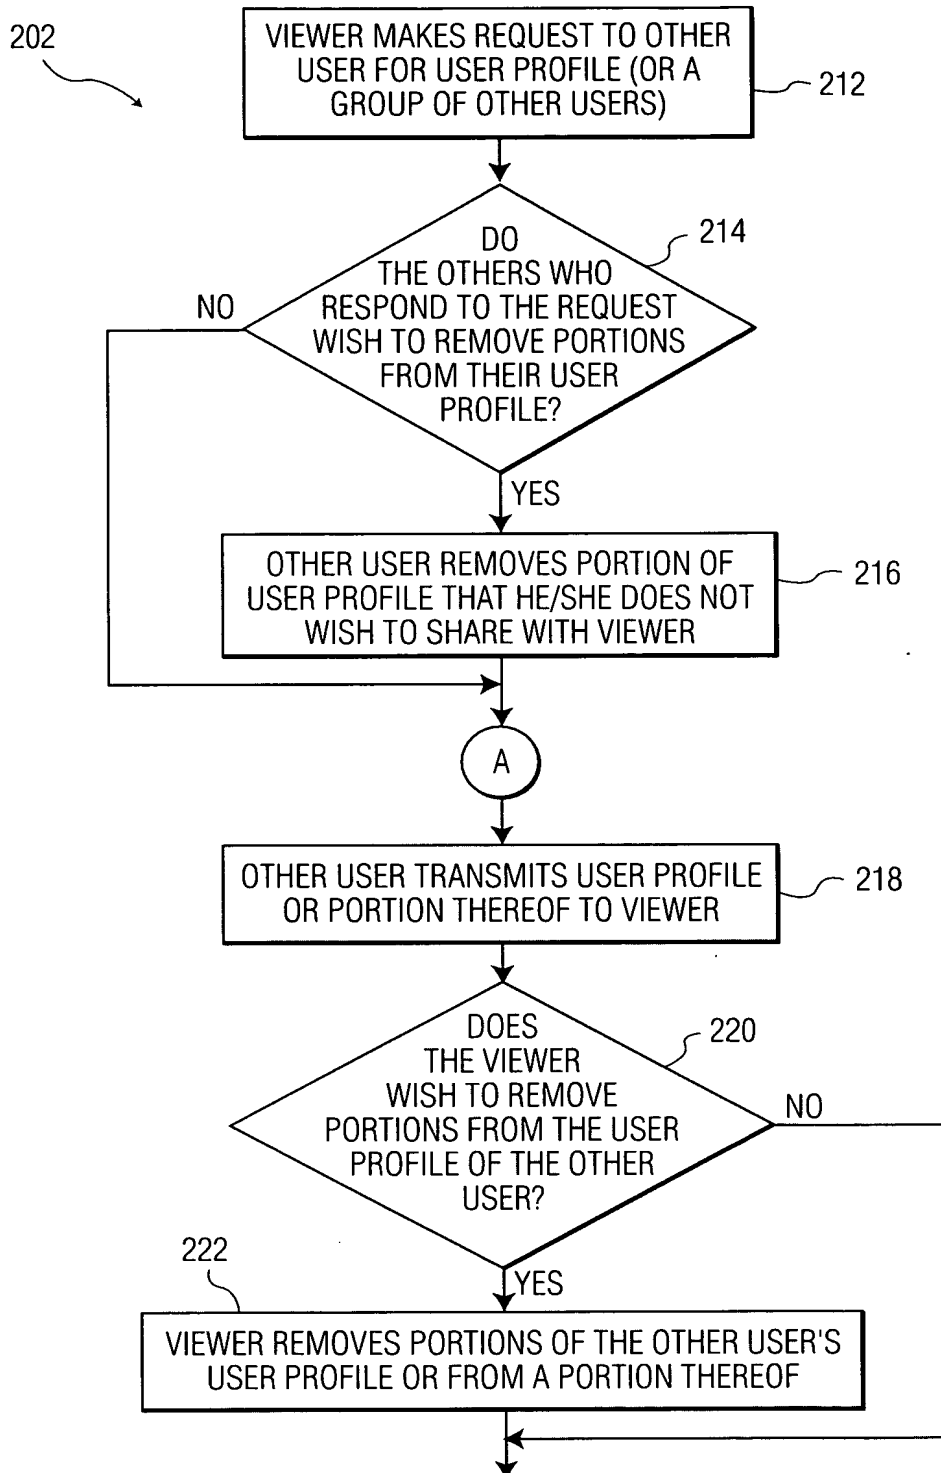 202
VIEWER MAKES REQUEST TO OTHER
USER FOR USER PROFILE (OR A
GROUP OF OTHER USERS)
212
DO
THE OTHERS WHO
RESPOND TO THE REQUEST
WISH TO REMOVE PORTIONS
FROM THEIR USER
PROFILE?
214
NO
YES
OTHER USER REMOVES PORTION OF
USER PROFILE THAT HE/SHE DOES NOT
WISH TO SHARE WITH VIEWER
216
A
OTHER USER TRANSMITS USER PROFILE
OR PORTION THEREOF TO VIEWER
218
DOES
THE VIEWER
WISH TO REMOVE
PORTIONS FROM THE USER
PROFILE OF THE OTHER
USER?
220
NO
YES
222
VIEWER REMOVES PORTIONS OF THE OTHER USER'S
USER PROFILE OR FROM A PORTION THEREOF